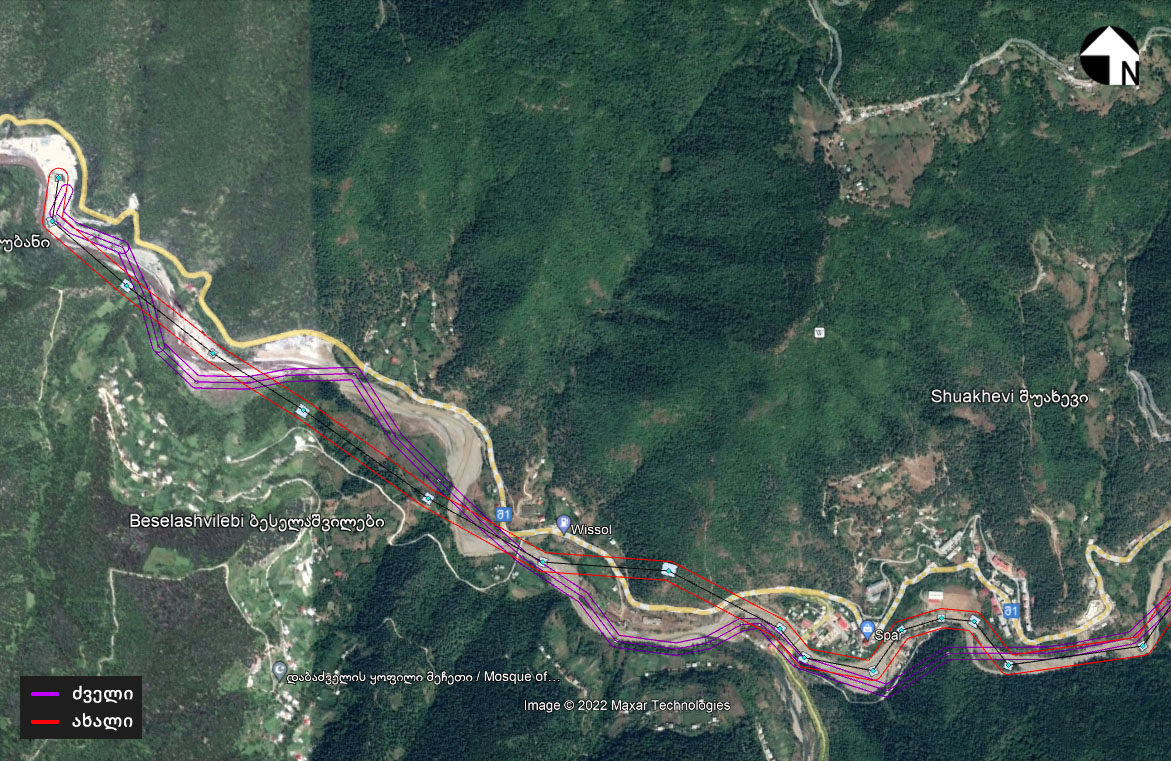 N
უბანი
Shuakhevi შუახევი
Beselashvilebi ბესელაშვილები
შ1
Wissol
შ1
Spar
დაბაძველის ყოფილი მეჩეთი / Mosque of...
Image © 2022 Maxar Technologies
ძველი
ახალი